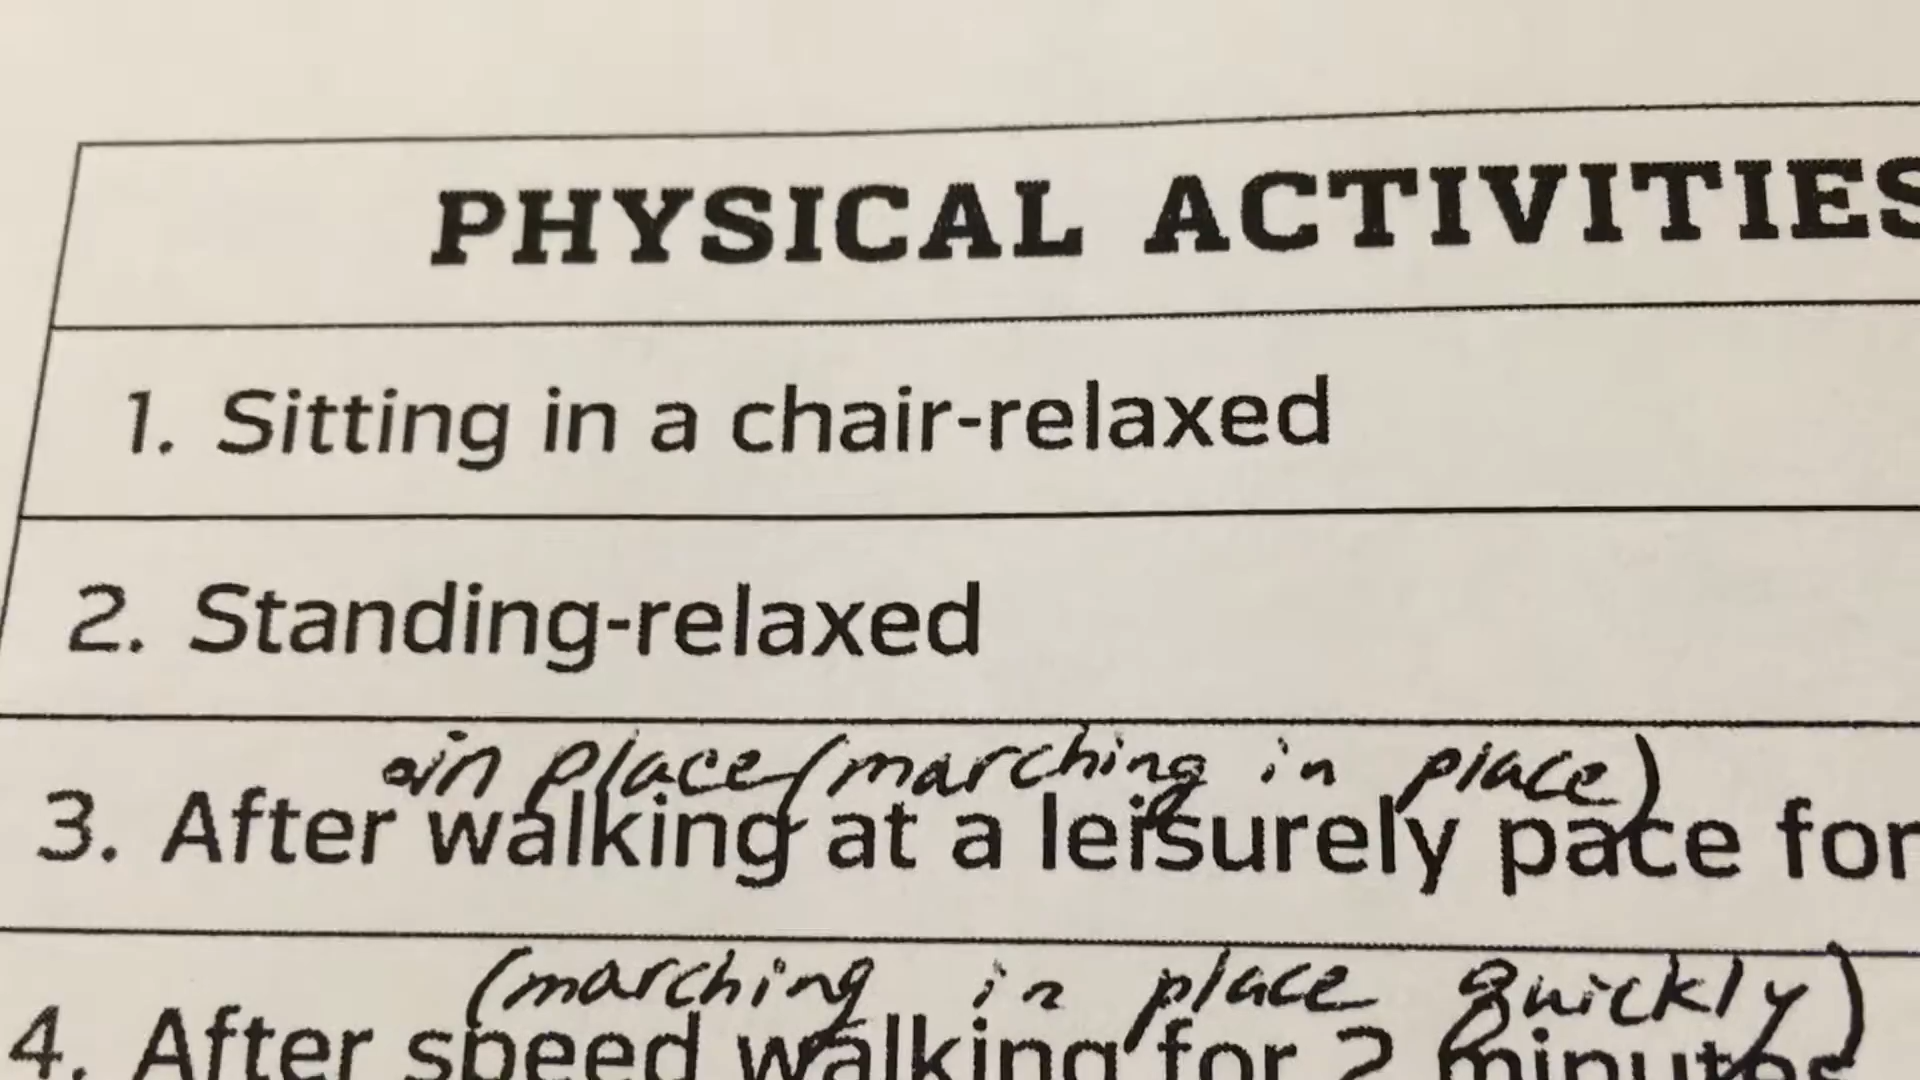 PHYSICAL ACTIVITIES
1. Sitting in a chair-relaxed
2. Standing-relaxed
in place (marching in place)
3. After walking at a leisurely pace for
(marching in place quickly)
4. After speed walking for 2 minutes